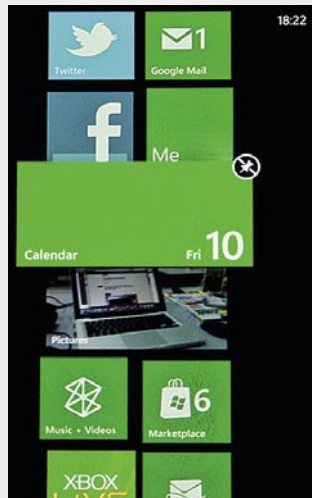 18:22
Twitter
1
Google Mail
f
Me
Calendar
Fri 10
Pictures
Music + Videos
6
Marketplace
XBOX
LIVE